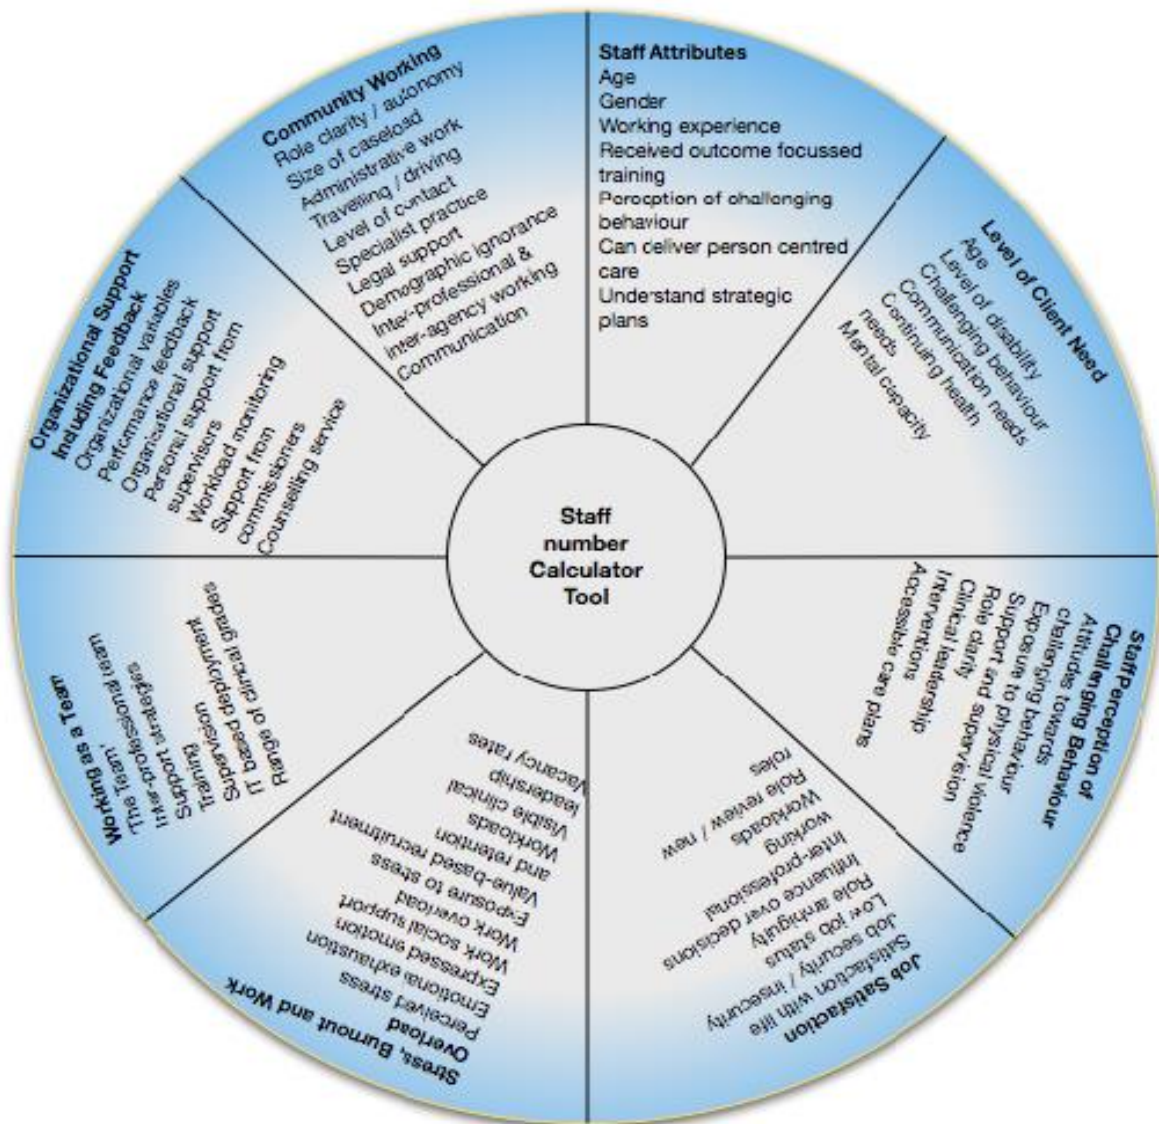 Staff Attributes
Age
Gender
Working experience
Received outcome focussed
training
Perception of challenging
behaviour
Can deliver person centred
care
Understand strategic
plans
Level of Client Need
Age
Level of disability
Challenging behaviour
Communication needs
Continuing health
needs
Mental capacity
Staff Perception of
Challenging Behaviour
Attitudes towards
challenging behaviour
Exposure to physical violence
Support and supervision
Role clarity
Clinical leadership
Interventions
Accessible care plans
Job Satisfaction
Satisfaction with life
Job security / insecurity
Low job status
Role ambiguity
Influence over decisions
Inter-professional
working
Workloads
Role review / new
roles
Stress, Burnout and Work
Overload
Perceived stress
Emotional exhaustion
Expressed emotion
Work social support
Work overload
Exposure to stress
Value-based recruitment
and retention
Workloads
Visible clinical
leadership
Vacancy rates
Working as a Team
'The Team'
Inter-professional team
Support strateges
Training
Supervision
IT based deployment
Range of clinical grades
Organizational Support
Including Feedback
Organizational variables
Performance feedback
Organisational support
Personal support from
supervisors
Workload monitoring
Support from
commissioners
Counselling service
Community Working
Role clarity / autonomy
Size of caseload
Administrative work
Travelling / driving
Level of contact
Specialist practice
Legal support
Demographic ignorance
Inter-professional &
inter-agency working
Communication
Staff
number
Calculator
Tool